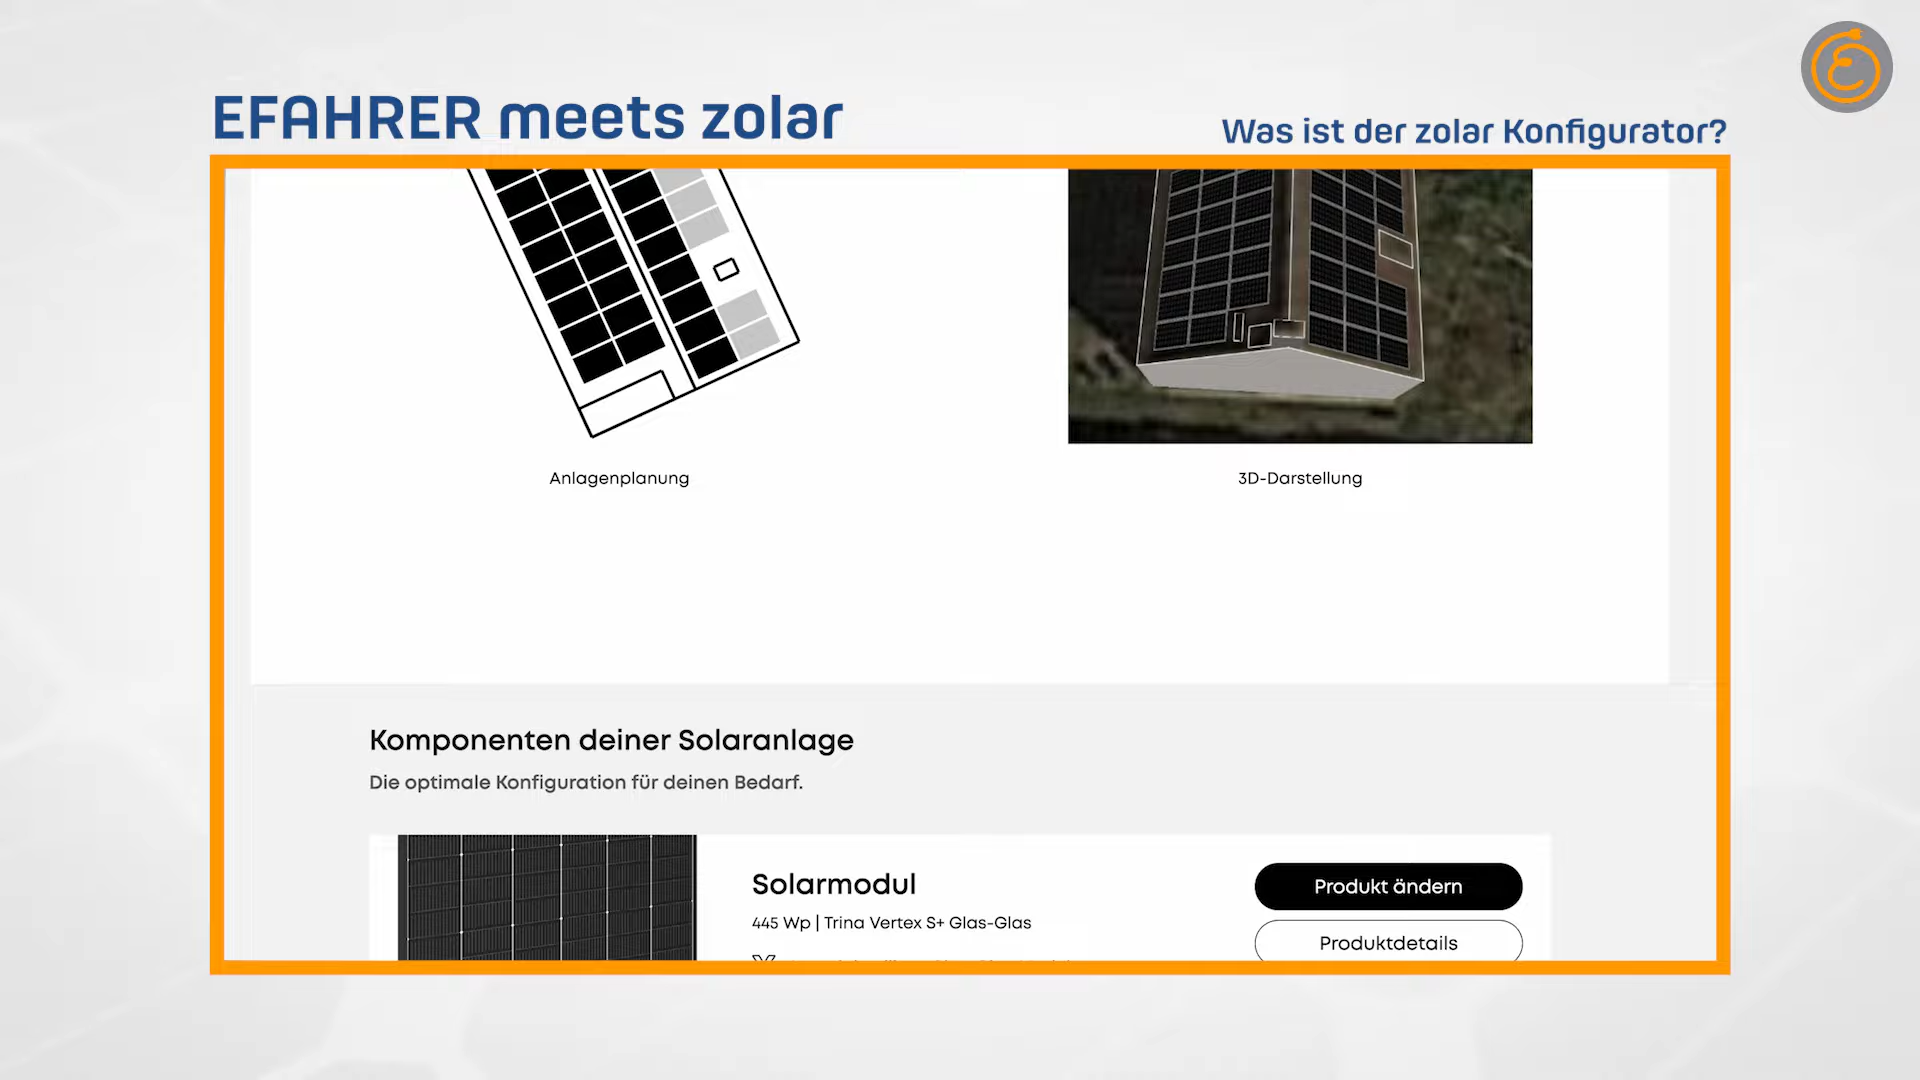 EFAHRER meets zolar
Was ist der zolar Konfigurator?
Anlagenplanung
3D-Darstellung
Komponenten deiner Solaranlage
Die optimale Konfiguration für deinen Bedarf.
Solarmodul
Produkt ändern
445 Wp | Trina Vertex S+ Glas-Glas
Produktdetails